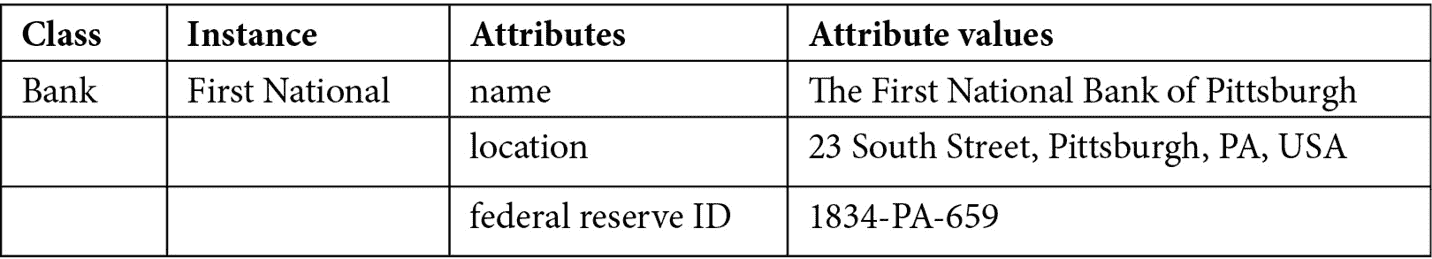 Class Instance Attributes Attribute values
Bank First National name The First National Bank of Pittsburgh
location 23 South Street, Pittsburgh, PA, USA
federal reserve ID 1834-PA-659